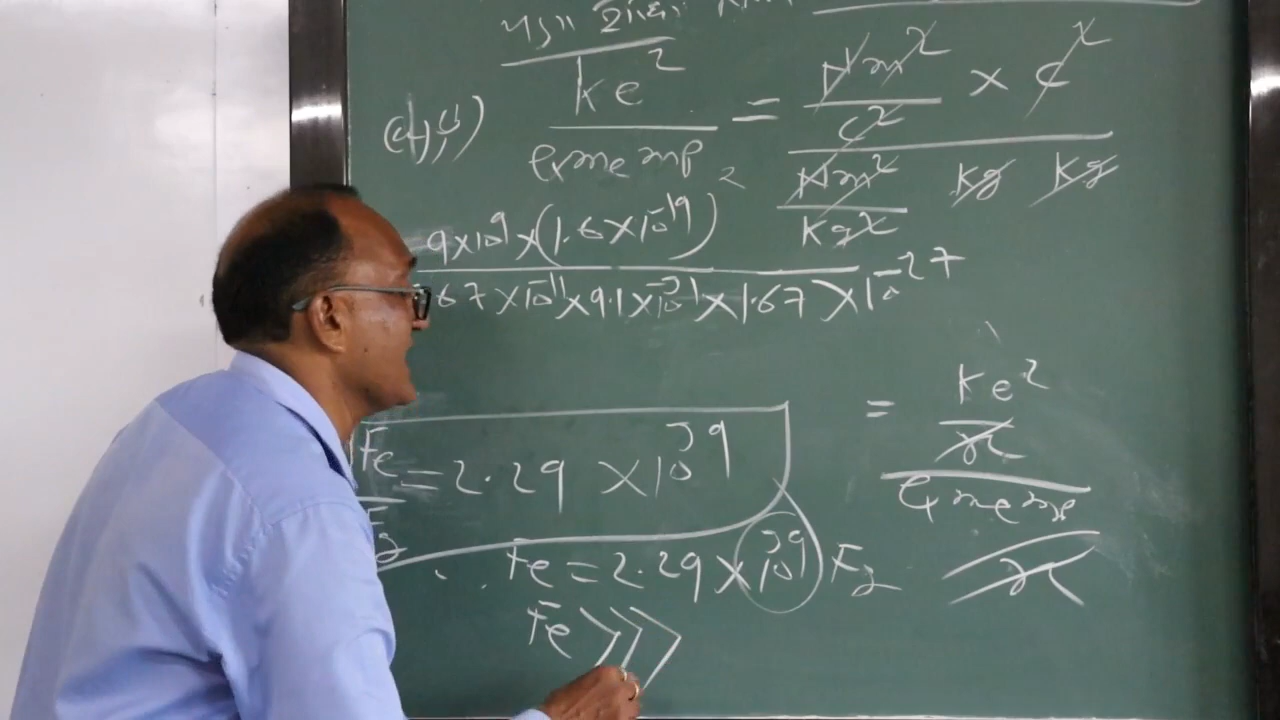 ke²
(d)(i) ――― = Nm²/C² × C²
Gmemp Nm²/kg² kg kg
= 9×10⁹×(1.6×10⁻¹⁹)²
67×10⁻¹¹×9.1×10⁻³¹×1.67×10⁻²⁷
Fe/Fg = 2.29 ×10³⁹
= ke²/r² / Gmemp/r²
Fe = 2.29×10³⁹ Fg
Fe >>>